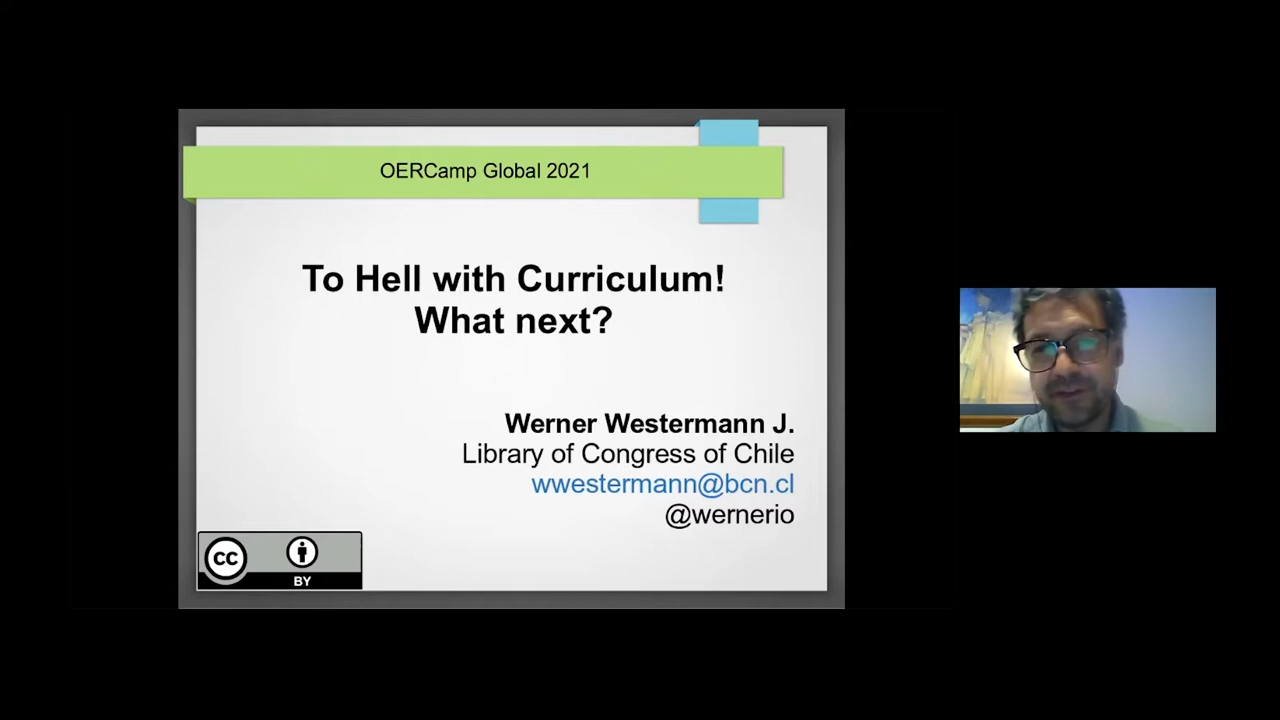 OERCamp Global 2021
To Hell with Curriculum!
What next?
Werner Westermann J.
Library of Congress of Chile
wwestermann@bcn.cl
@wernerio
CC
BY